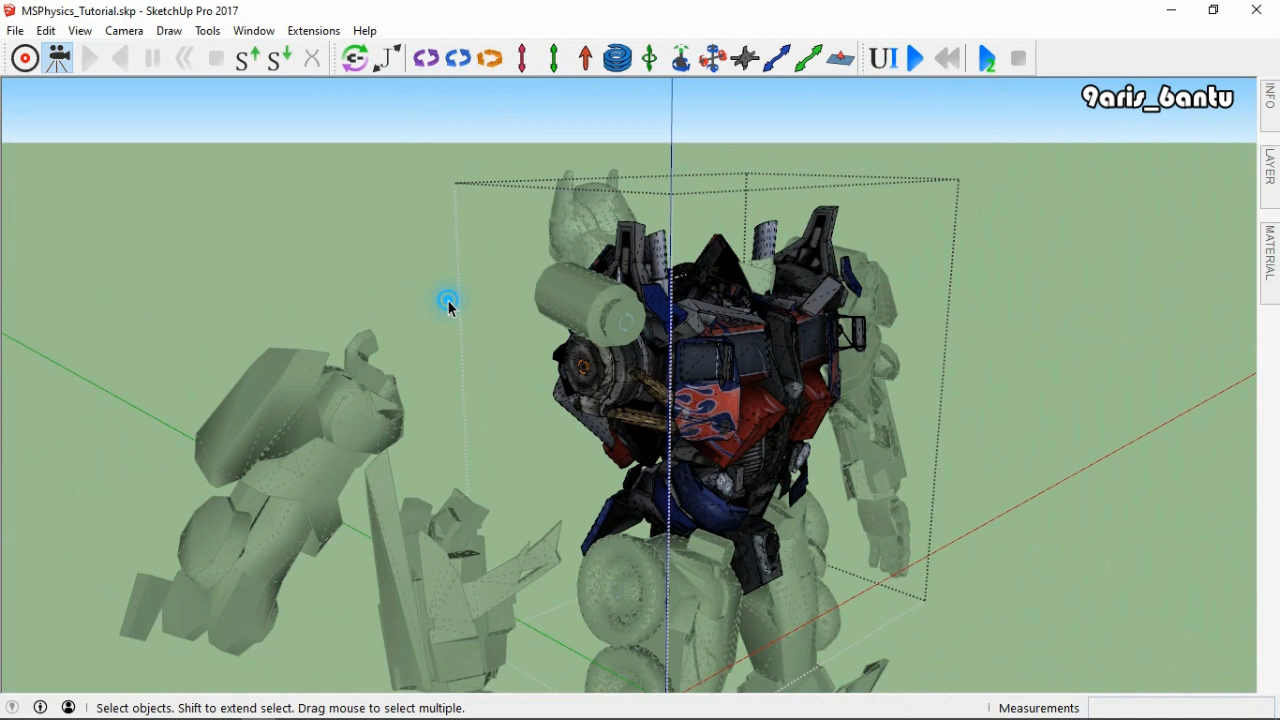 MSPhysics_Tutorial.skp - SketchUp Pro 2017
File Edit View Camera Draw Tools Window Extensions Help
UI
2
9aris_6antu
INFO
LAYER
MATERIAL
Select objects. Shift to extend select. Drag mouse to select multiple.
Measurements